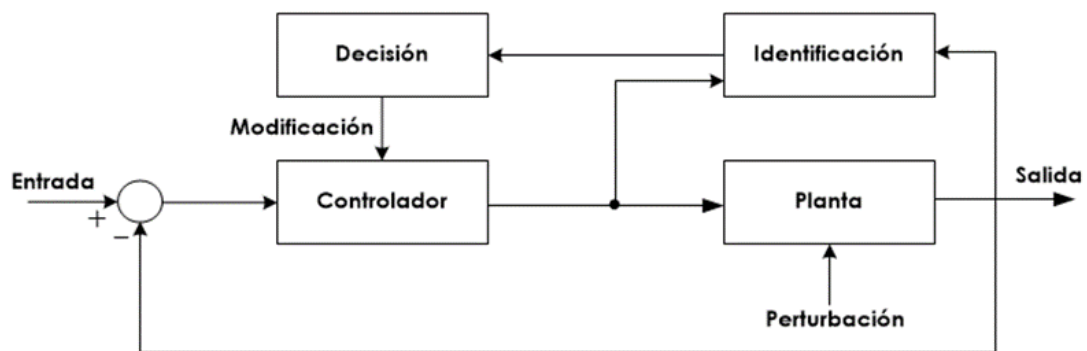 Decisión
Identificación
Modificación
Entrada
+
−
Controlador
Planta
Salida
Perturbación